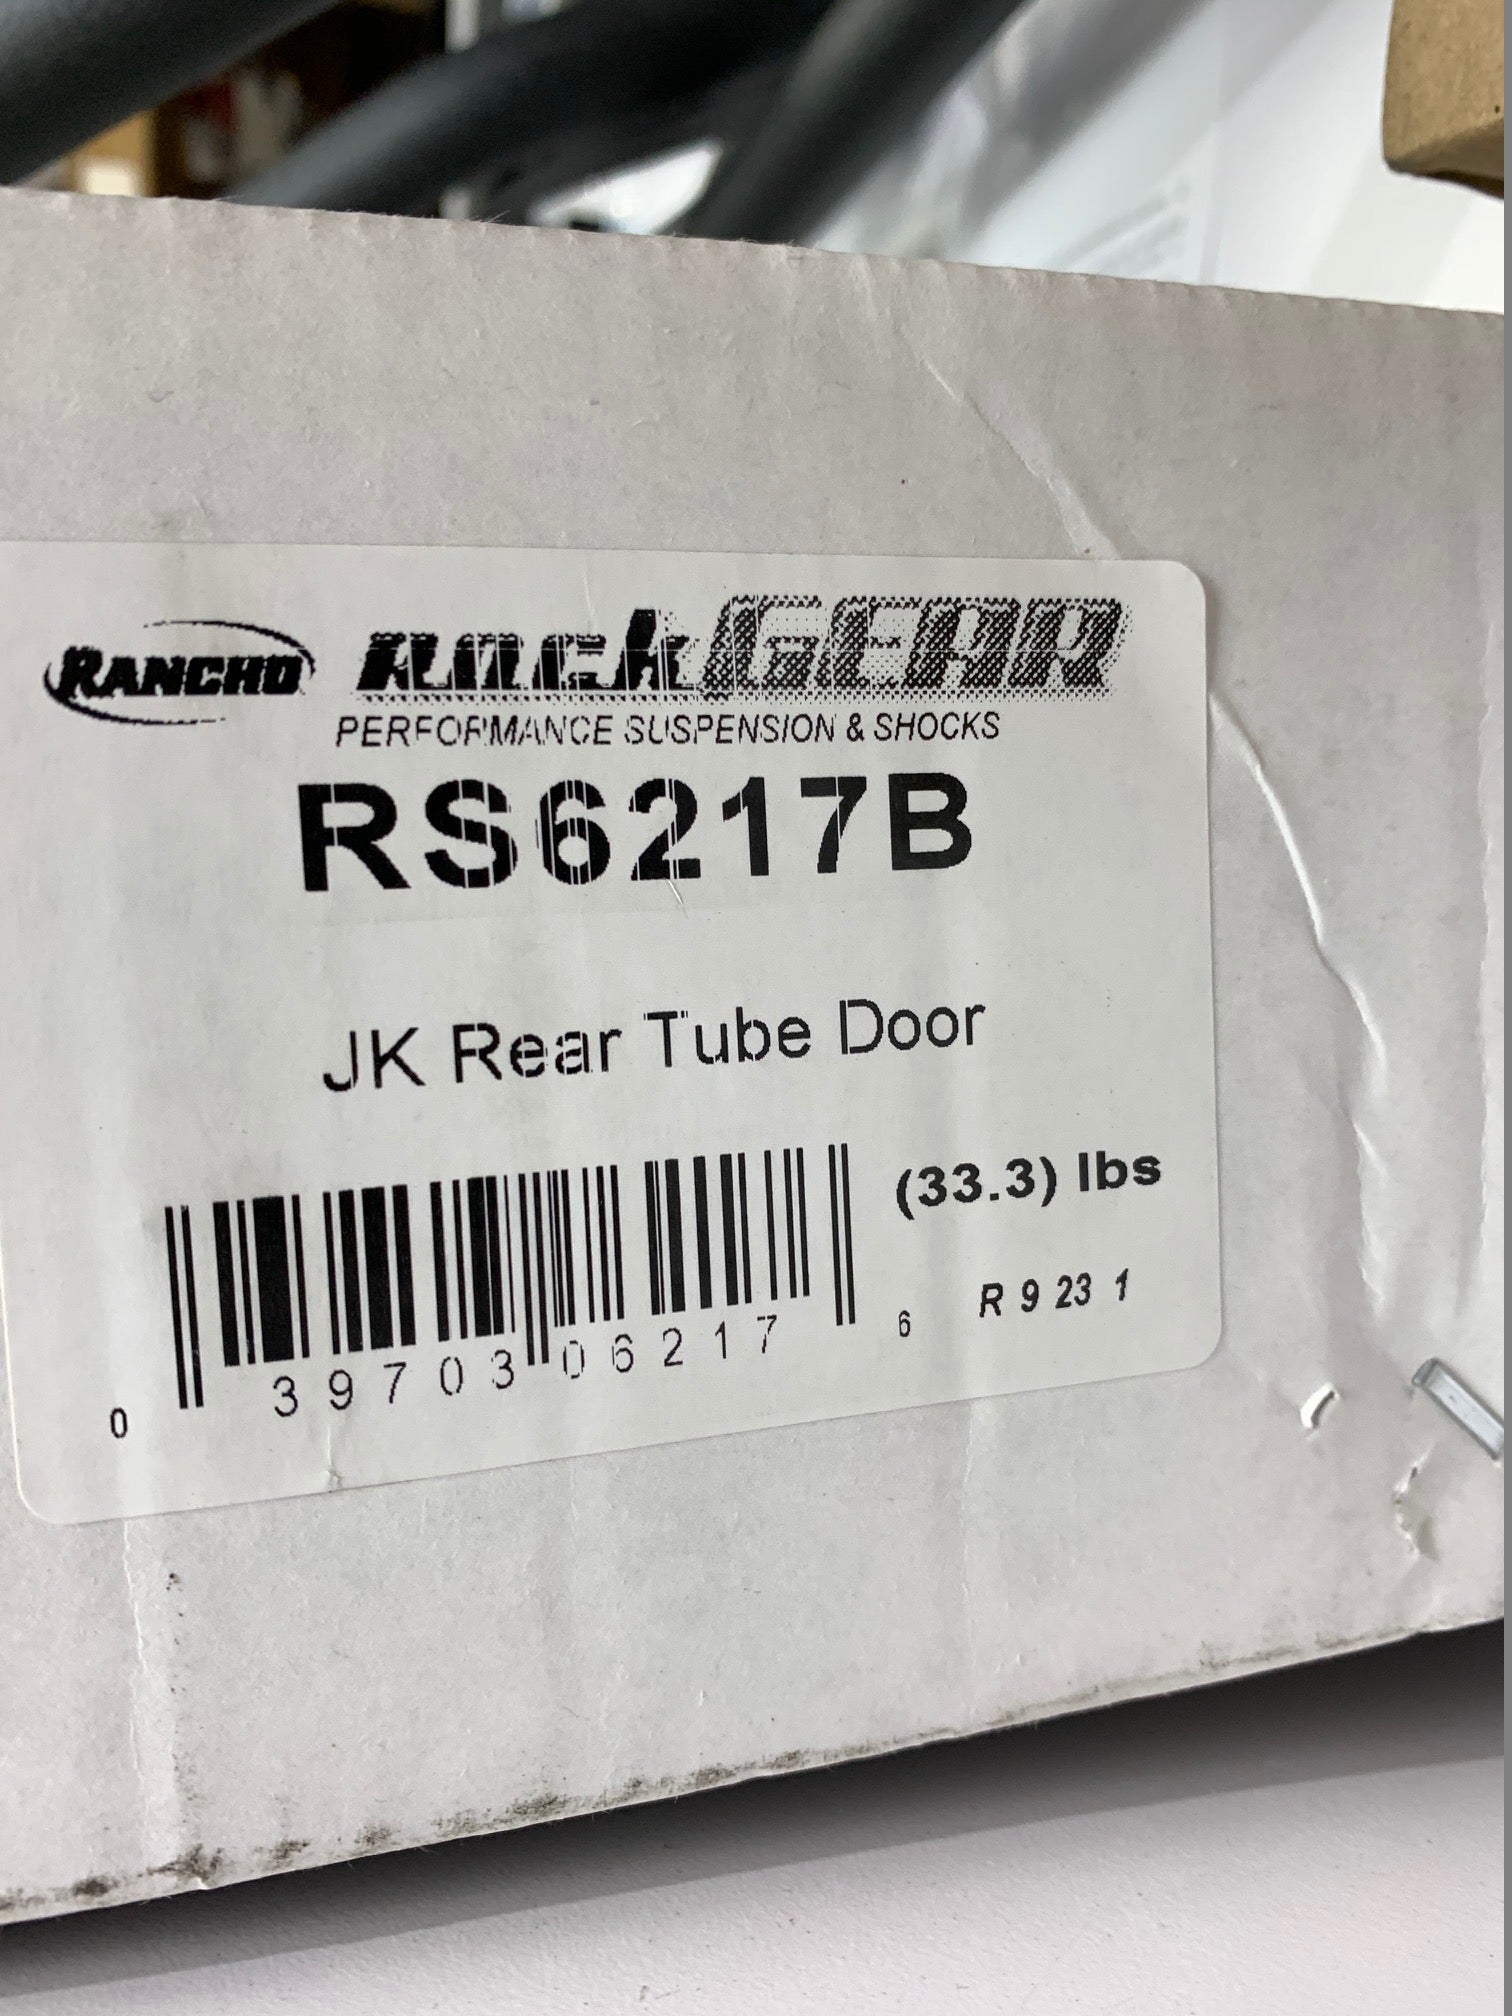 RANCHO rockGEAR
PERFORMANCE SUSPENSION & SHOCKS
RS6217B
JK Rear Tube Door
(33.3) lbs
0 39703 06217 6
R 9 23 1